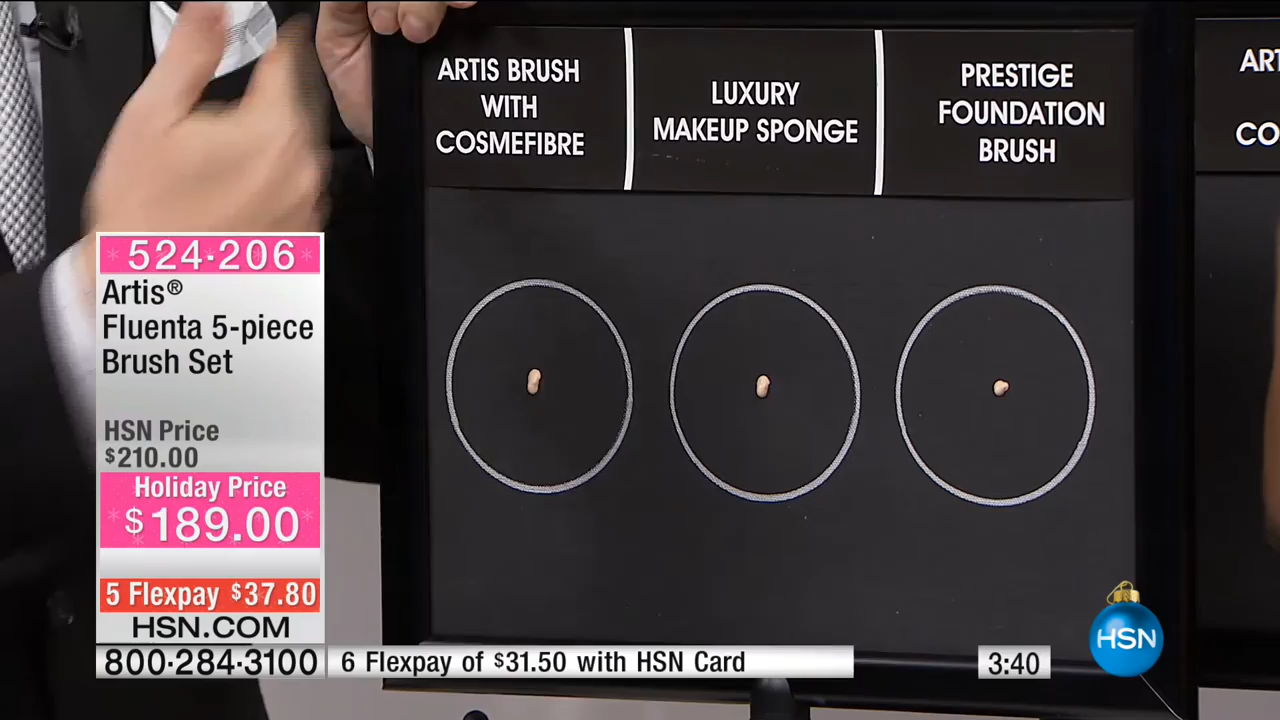 ARTIS BRUSH
WITH
COSMEFIBRE
LUXURY
MAKEUP SPONGE
PRESTIGE
FOUNDATION
BRUSH
ART
CO
524·206
Artis®
Fluenta 5-piece
Brush Set
HSN Price
$210.00
Holiday Price
$189.00
5 Flexpay $37.80
HSN.COM
800·284·3100
6 Flexpay of $31.50 with HSN Card
3:40
HSN